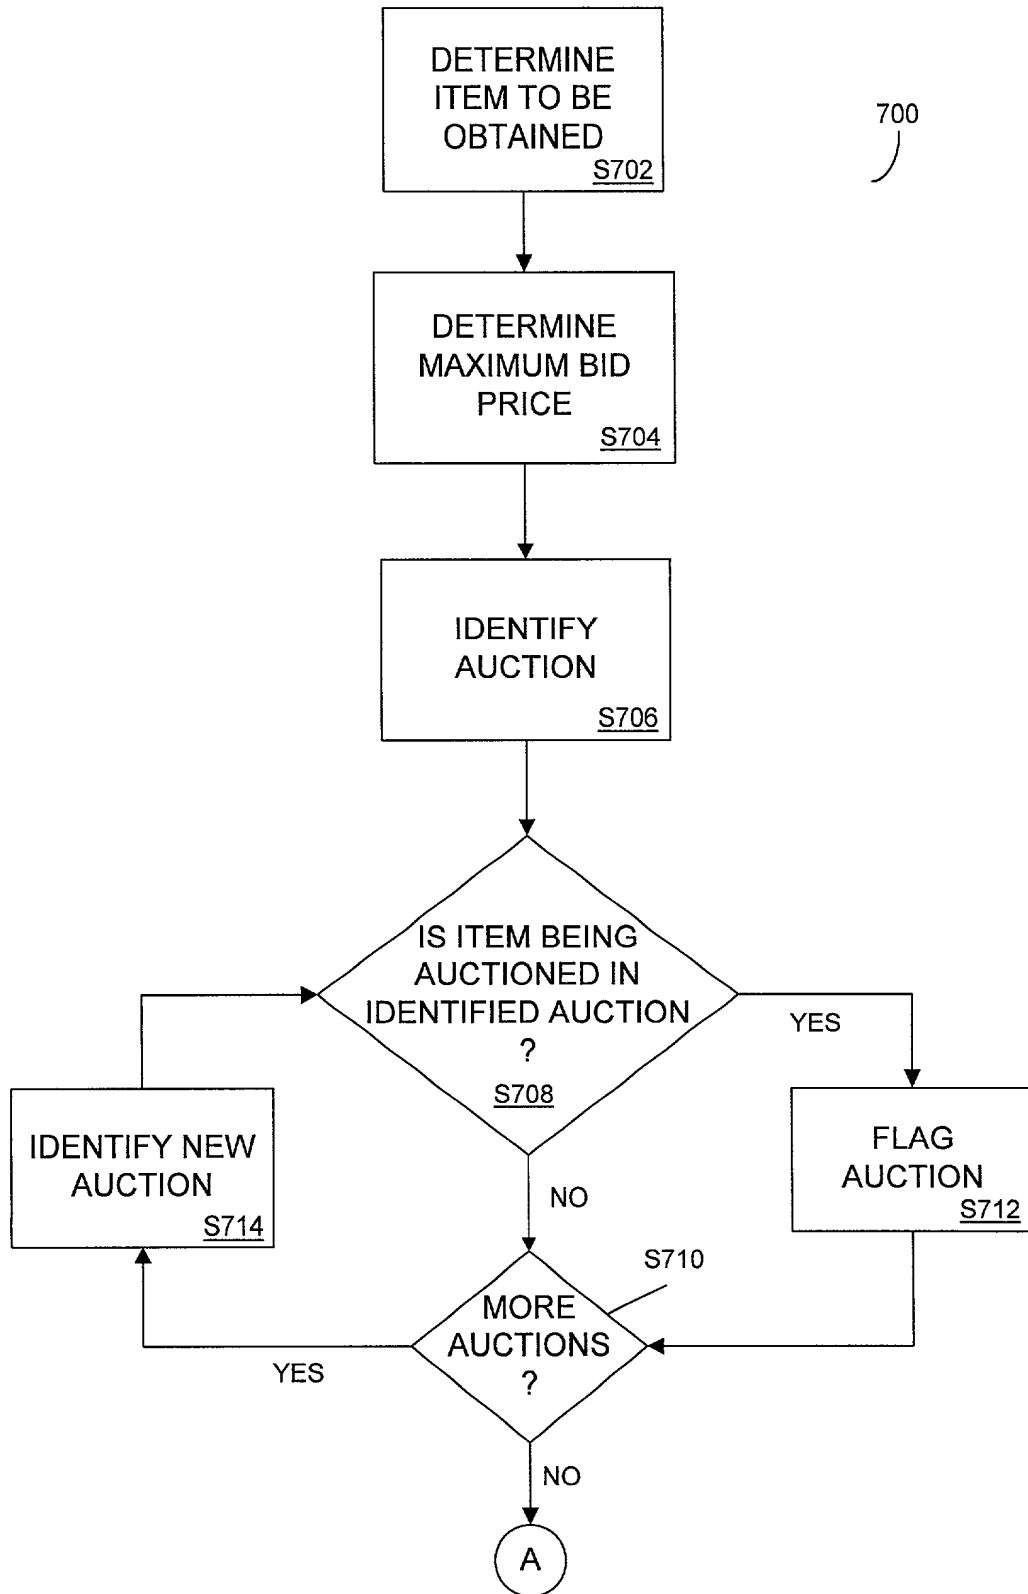 DETERMINE
ITEM TO BE
OBTAINED
S702
700
DETERMINE
MAXIMUM BID
PRICE
S704
IDENTIFY
AUCTION
S706
IS ITEM BEING
AUCTIONED IN
IDENTIFIED AUCTION
?
S708
YES
IDENTIFY NEW
AUCTION
S714
FLAG
AUCTION
S712
NO
S710
MORE
AUCTIONS
?
YES
NO
A